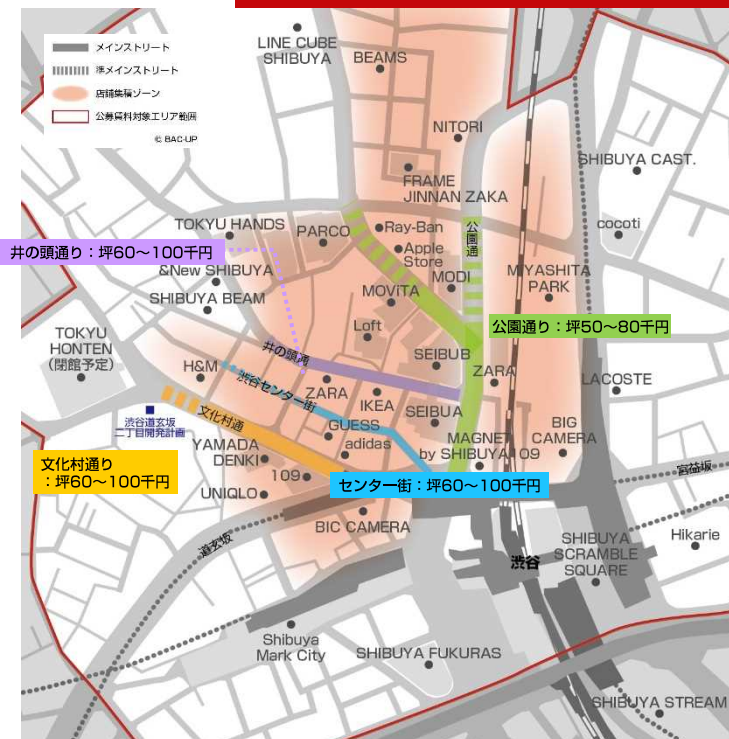 メインストリート
準メインストリート
店舗集積ゾーン
公募賃料対象エリア範囲
© BAC-UP
LINE CUBE
SHIBUYA
BEAMS
NITORI
FRAME
JINNAN ZAKA
SHIBUYA CAST.
cocoti
TOKYU HANDS
PARCO
Ray-Ban
Apple
Store
公園通
井の頭通り：坪60〜100千円
&New SHIBUYA
SHIBUYA BEAM
MODI
MOVITA
MIYASHITA
PARK
Loft
公園通り：坪50〜80千円
TOKYU
HONTEN
(閉館予定)
H&M
井の頭通
SEIBUB
ZARA
渋谷センター街
ZARA
IKEA
LACOSTE
渋谷道玄坂
二丁目開発計画
文化村通
GUESS
SEIBUA
adidas
MAGNET
by SHIBUYA109
BIG
CAMERA
YAMADA
DENKI
文化村通り
：坪60〜100千円
109
UNIQLO
センター街：坪60〜100千円
宮益坂
BIC CAMERA
道玄坂
渋谷
SHIBUYA
SCRAMBLE
SQUARE
Hikarie
Shibuya
Mark City
SHIBUYA FUKURAS
SHIBUYA STREAM